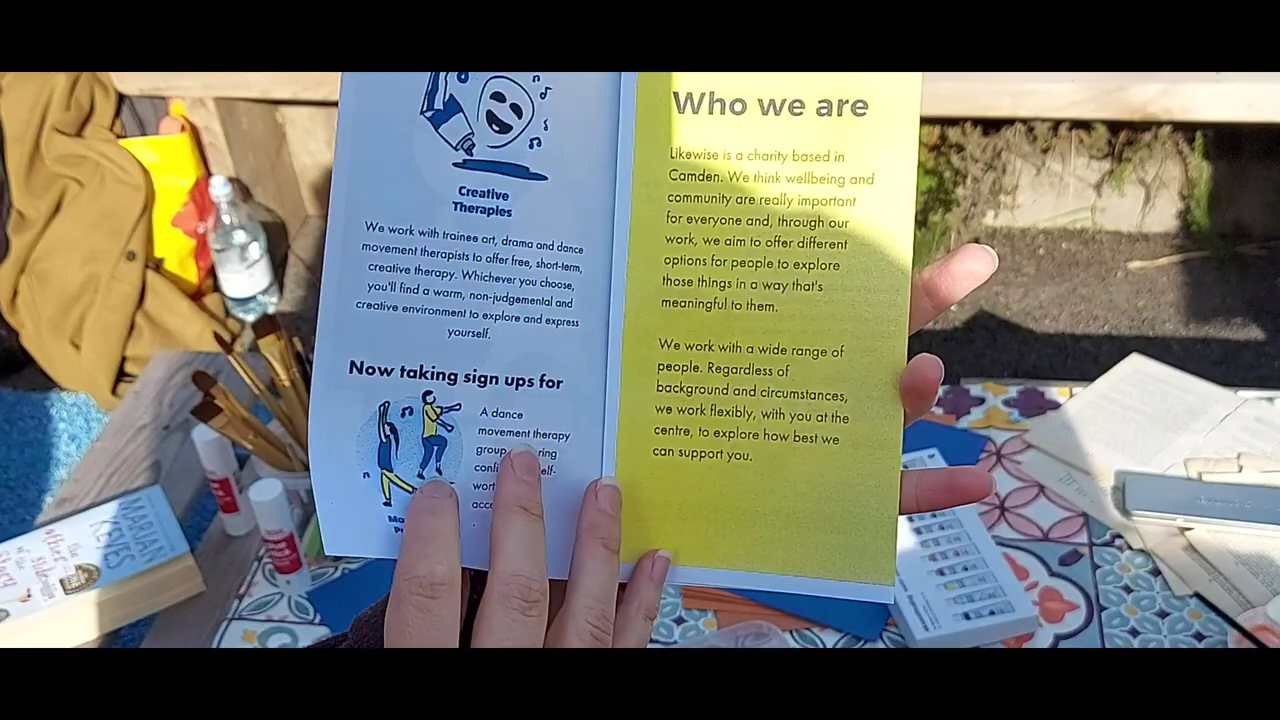 Creative
Therapies
We work with trainee art, drama and dance
movement therapists to offer free, short-term,
creative therapy. Whichever you choose,
you'll find a warm, non-judgemental and
creative environment to explore and express
yourself.
Now taking sign ups for
A dance
movement therapy
group
Who we are
Likewise is a charity based in
Camden. We think wellbeing and
community are really important
for everyone and, through our
work, we aim to offer different
options for people to explore
those things in a way that's
meaningful to them.
We work with a wide range of
people. Regardless of
background and circumstances,
we work flexibly, with you at the
centre, to explore how best we
can support you.
MARIAN
KEYES